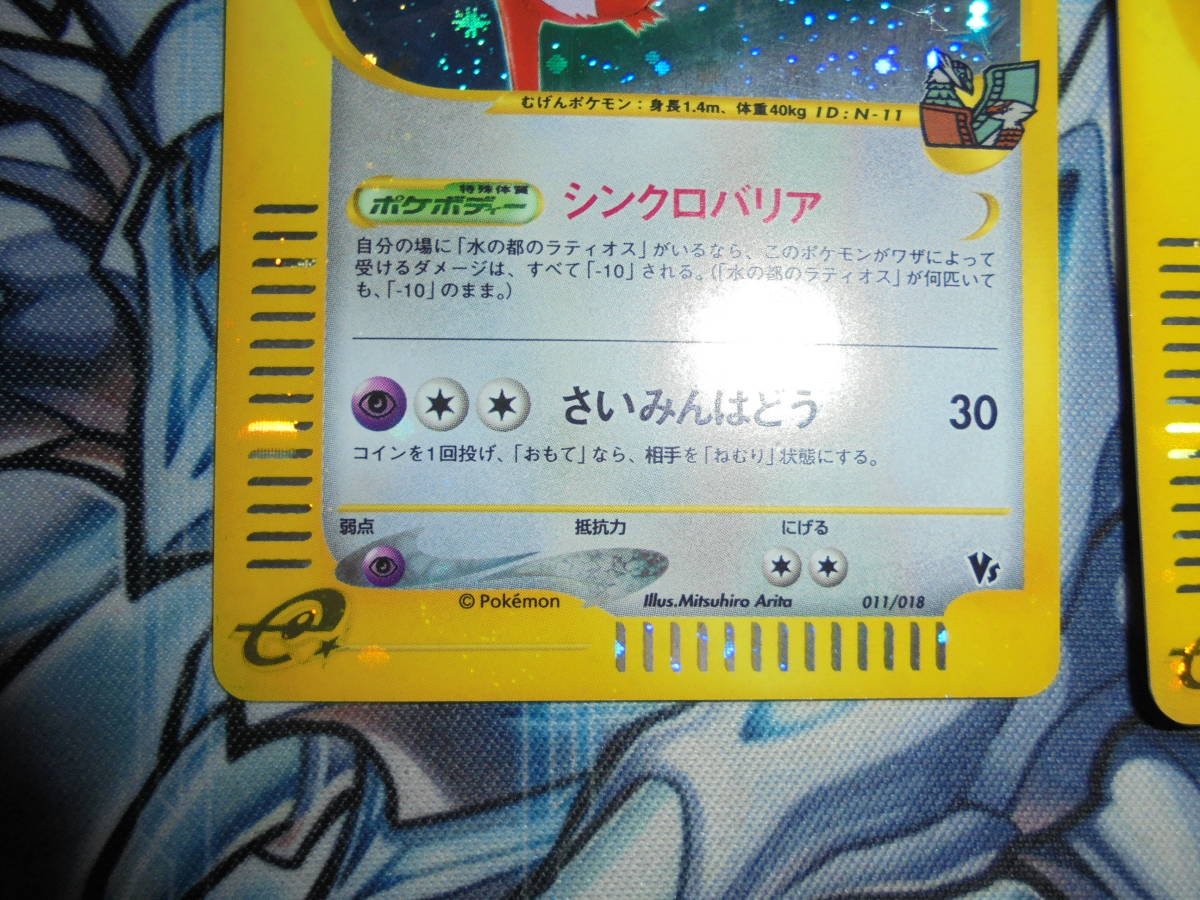 むげんポケモン：身長1.4m、体重40kg ID：N-11
特殊体質
ポケボディー シンクロバリア
自分の場に「水の都のラティオス」がいるなら、このポケモンがワザによって
受けるダメージは、すべて「-10」される。（「水の都のラティオス」が何匹いて
も、「-10」のまま。）
さいみんはどう 30
コインを1回投げ、「おもて」なら、相手を「ねむり」状態にする。
弱点 抵抗力 にげる
Vs
© Pokémon Illus.Mitsuhiro Arita 011/018
e